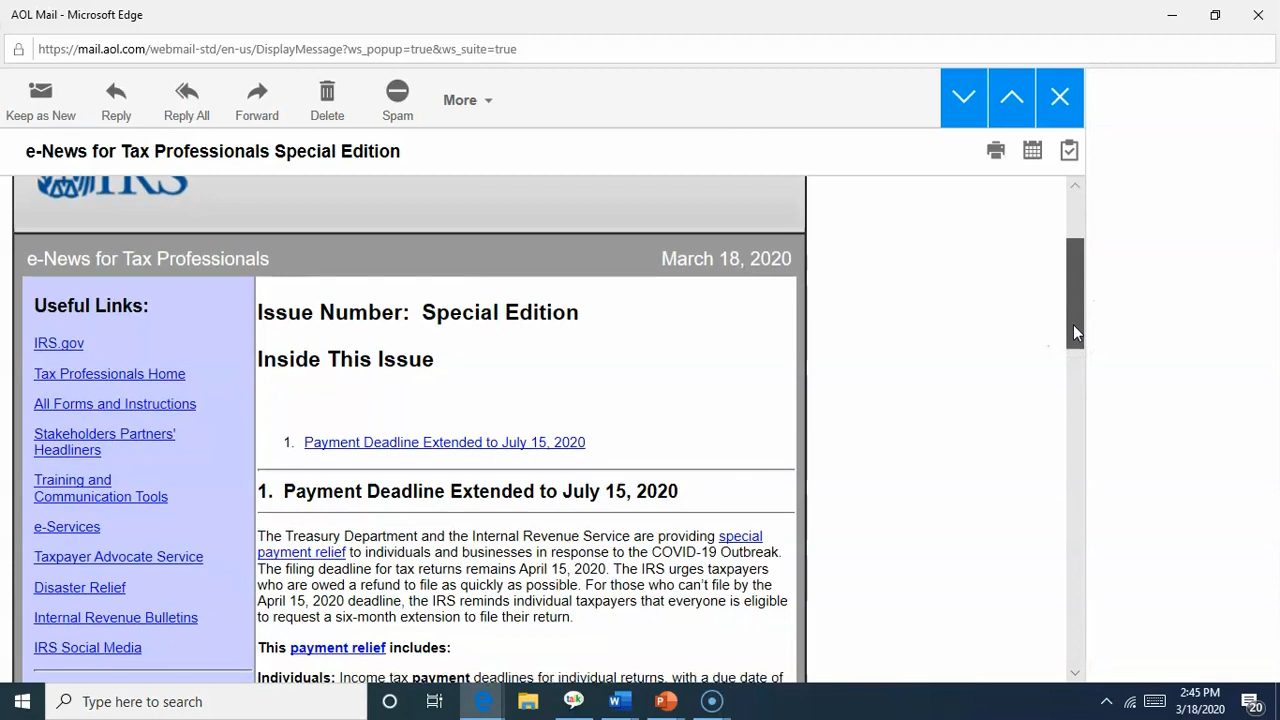 AOL Mail - Microsoft Edge
https://mail.aol.com/webmail-std/en-us/DisplayMessage?ws_popup=true&ws_suite=true
Keep as New
Reply
Reply All
Forward
Delete
Spam
More
e-News for Tax Professionals Special Edition
IRS
e-News for Tax Professionals
March 18, 2020
Useful Links:
IRS.gov
Tax Professionals Home
All Forms and Instructions
Stakeholders Partners'
Headliners
Training and
Communication Tools
e-Services
Taxpayer Advocate Service
Disaster Relief
Internal Revenue Bulletins
IRS Social Media
Issue Number:  Special Edition
Inside This Issue
1. Payment Deadline Extended to July 15, 2020
1.  Payment Deadline Extended to July 15, 2020
The Treasury Department and the Internal Revenue Service are providing special
payment relief to individuals and businesses in response to the COVID-19 Outbreak.
The filing deadline for tax returns remains April 15, 2020. The IRS urges taxpayers
who are owed a refund to file as quickly as possible. For those who can't file by the
April 15, 2020 deadline, the IRS reminds individual taxpayers that everyone is eligible
to request a six-month extension to file their return.
This payment relief includes:
Individuals: Income tax payment deadlines for individual returns, with a due date of
Type here to search
talk
2:45 PM
3/18/2020
20